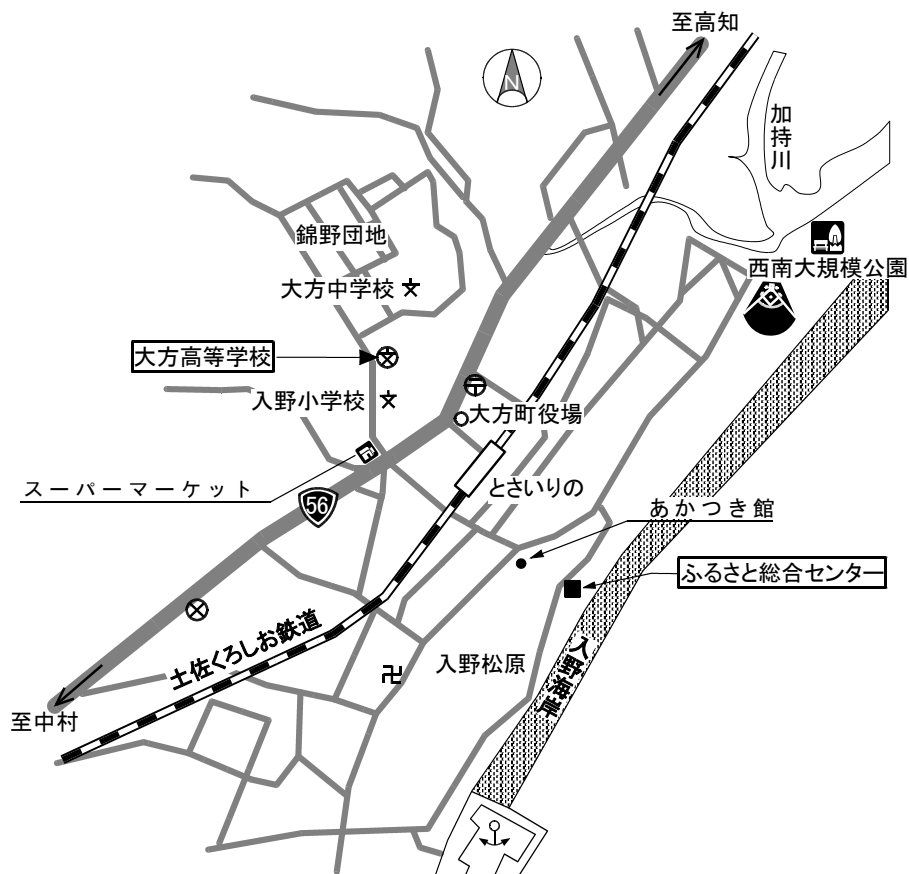 至高知
N
加持川
錦野団地
西南大規模公園
大方中学校
大方高等学校
入野小学校
大方町役場
スーパーマーケット
とさいりの
56
あかつき館
ふるさと総合センター
土佐くろしお鉄道
入野松原
入野海岸
至中村